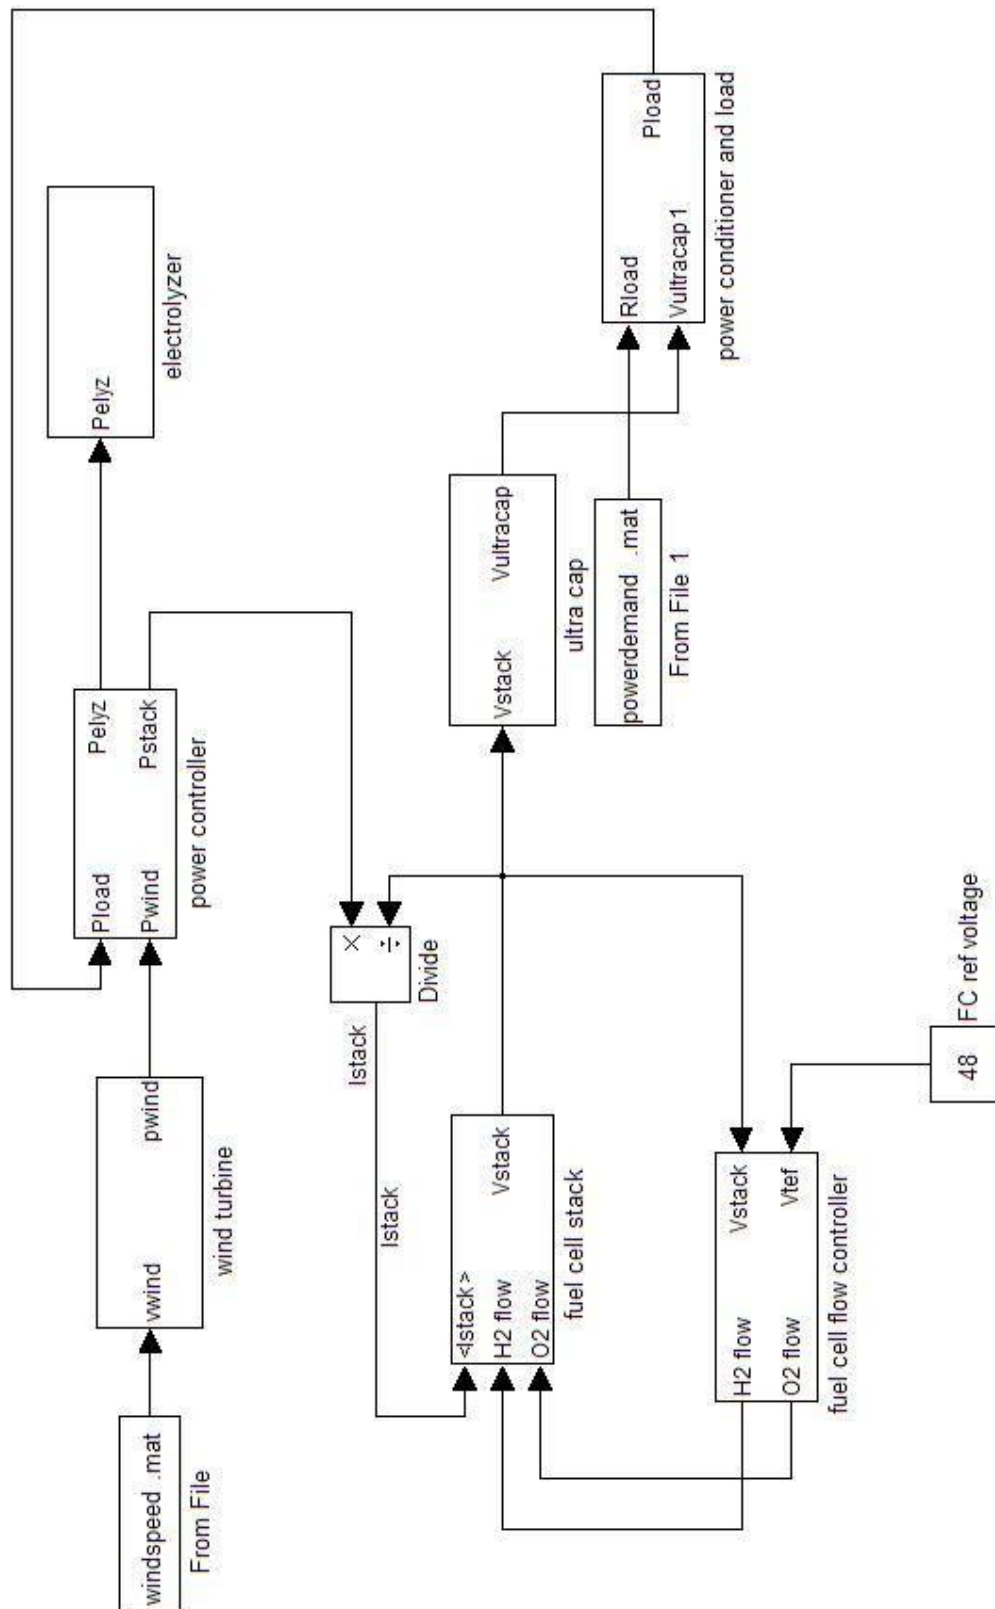 windspeed .mat
From File
vwind
pwind
wind turbine
Pload
Pwind
Pelyz
Pstack
power controller
Pelyz
electrolyzer
Istack
×
÷
Divide
Istack
<Istack>
H2 flow
O2 flow
Vstack
fuel cell stack
Vstack
Vultracap
ultra cap
powerdemand .mat
From File 1
Rload
Vultracap1
Pload
power conditioner and load
H2 flow
O2 flow
Vstack
Vtef
fuel cell flow controller
48
FC ref voltage